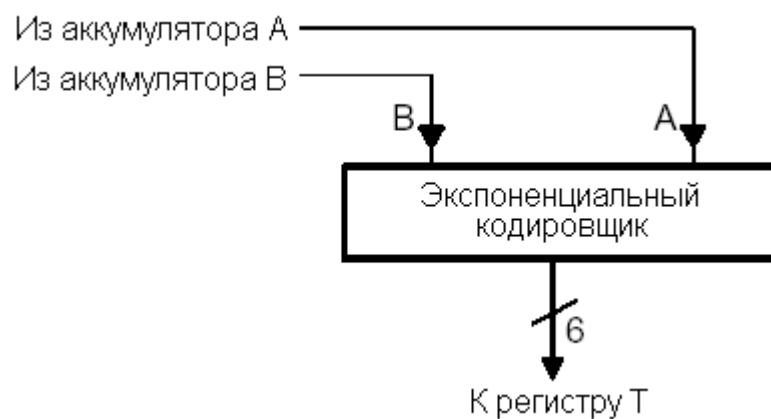 Из аккумулятора А
Из аккумулятора В
В
А
Экспоненциальный
кодировщик
6
К регистру Т